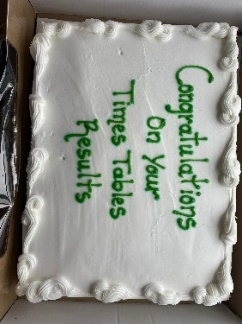 Congratulations
On Your
Times Tables
Results